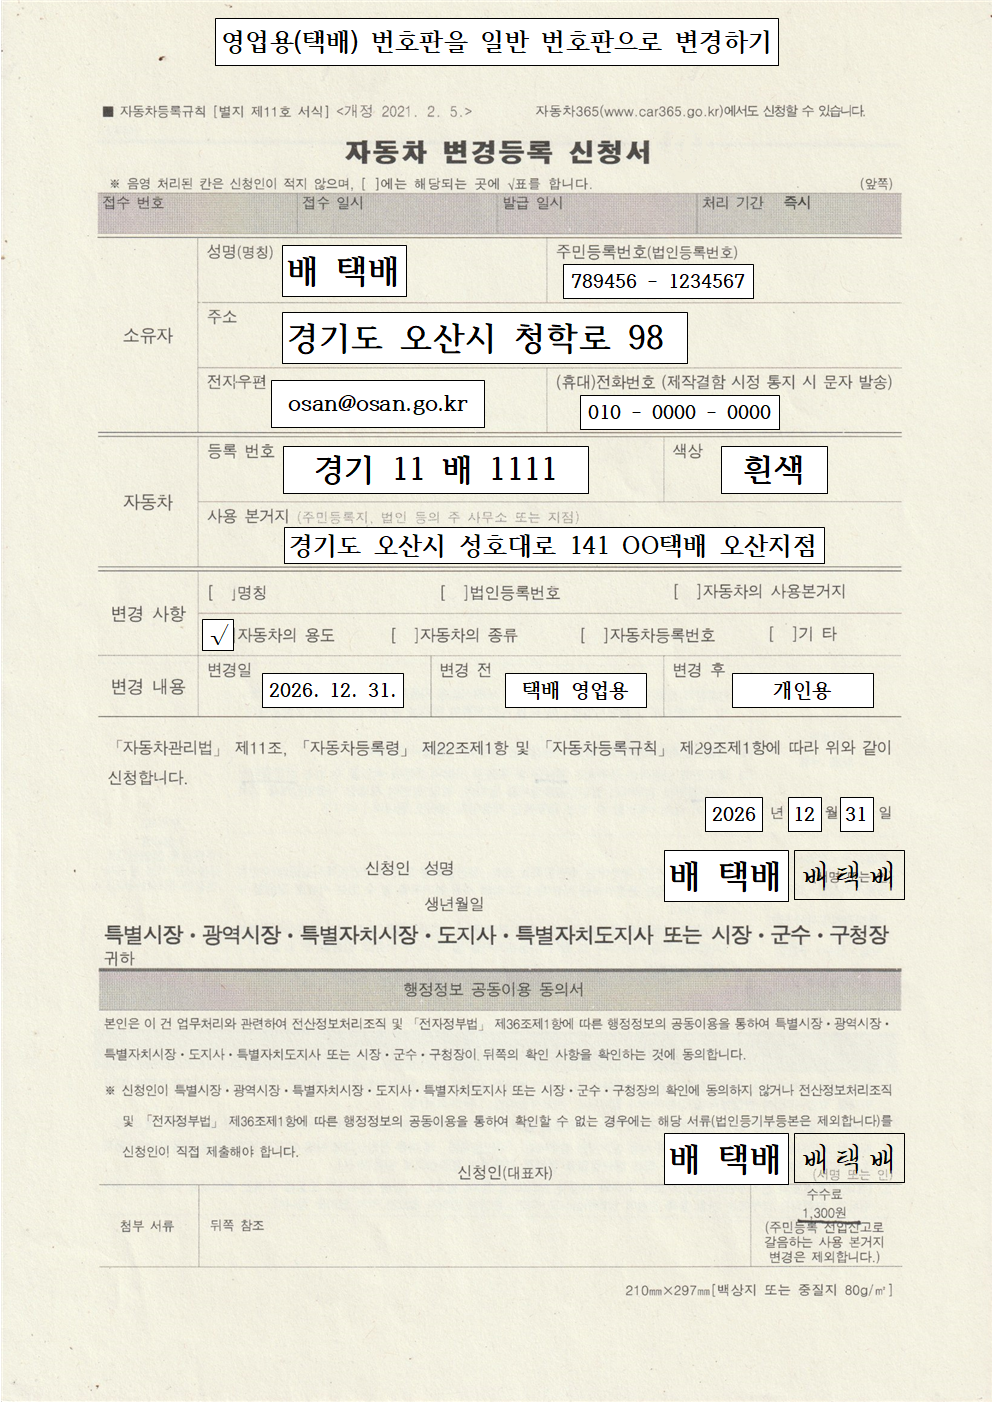 영업용(택배) 번호판을 일반 번호판으로 변경하기
■ 자동차등록규칙 [별지 제11호 서식] <개정 2021. 2. 5.> 자동차365(www.car365.go.kr)에서도 신청할 수 있습니다.
자동차 변경등록 신청서
※ 음영 처리된 칸은 신청인이 적지 않으며, [ ]에는 해당되는 곳에 √표를 합니다. (앞쪽)
접수 번호 접수 일시 발급 일시 처리 기간 즉시
소유자
성명(명칭) 배 택배
주민등록번호(법인등록번호)
789456 - 1234567
주소
경기도 오산시 청학로 98
전자우편 osan@osan.go.kr
(휴대)전화번호 (제작결함 시정 통지 시 문자 발송)
010 - 0000 - 0000
자동차
등록 번호 경기 11 배 1111
색상 흰색
사용 본거지 (주민등록지, 법인 등의 주 사무소 또는 지점)
경기도 오산시 성호대로 141 OO택배 오산지점
변경 사항
[ ]명칭 [ ]법인등록번호 [ ]자동차의 사용본거지
√ 자동차의 용도 [ ]자동차의 종류 [ ]자동차등록번호 [ ]기 타
변경 내용
변경일 2026. 12. 31.
변경 전 택배 영업용
변경 후 개인용
「자동차관리법」 제11조, 「자동차등록령」 제22조제1항 및 「자동차등록규칙」 제29조제1항에 따라 위와 같이
신청합니다.
2026 년 12 월 31 일
신청인 성명 배 택배 배 택배
생년월일
특별시장・광역시장・특별자치시장・도지사・특별자치도지사 또는 시장・군수・구청장
귀하
행정정보 공동이용 동의서
본인은 이 건 업무처리와 관련하여 전산정보처리조직 및 「전자정부법」 제36조제1항에 따른 행정정보의 공동이용을 통하여 특별시장・광역시장・
특별자치시장・도지사・특별자치도지사 또는 시장・군수・구청장이 뒤쪽의 확인 사항을 확인하는 것에 동의합니다.
※ 신청인이 특별시장・광역시장・특별자치시장・도지사・특별자치도지사 또는 시장・군수・구청장의 확인에 동의하지 않거나 전산정보처리조직
및 「전자정부법」 제36조제1항에 따른 행정정보의 공동이용을 통하여 확인할 수 없는 경우에는 해당 서류(법인등기부등본은 제외합니다)를
신청인이 직접 제출해야 합니다.
신청인(대표자) 배 택배 배 택배
(서명 또는 인)
첨부 서류 뒤쪽 참조
수수료
1,300원
(주민등록 전입신고로
갈음하는 사용 본거지
변경은 제외합니다.)
210㎜×297㎜[백상지 또는 중질지 80g/㎡]